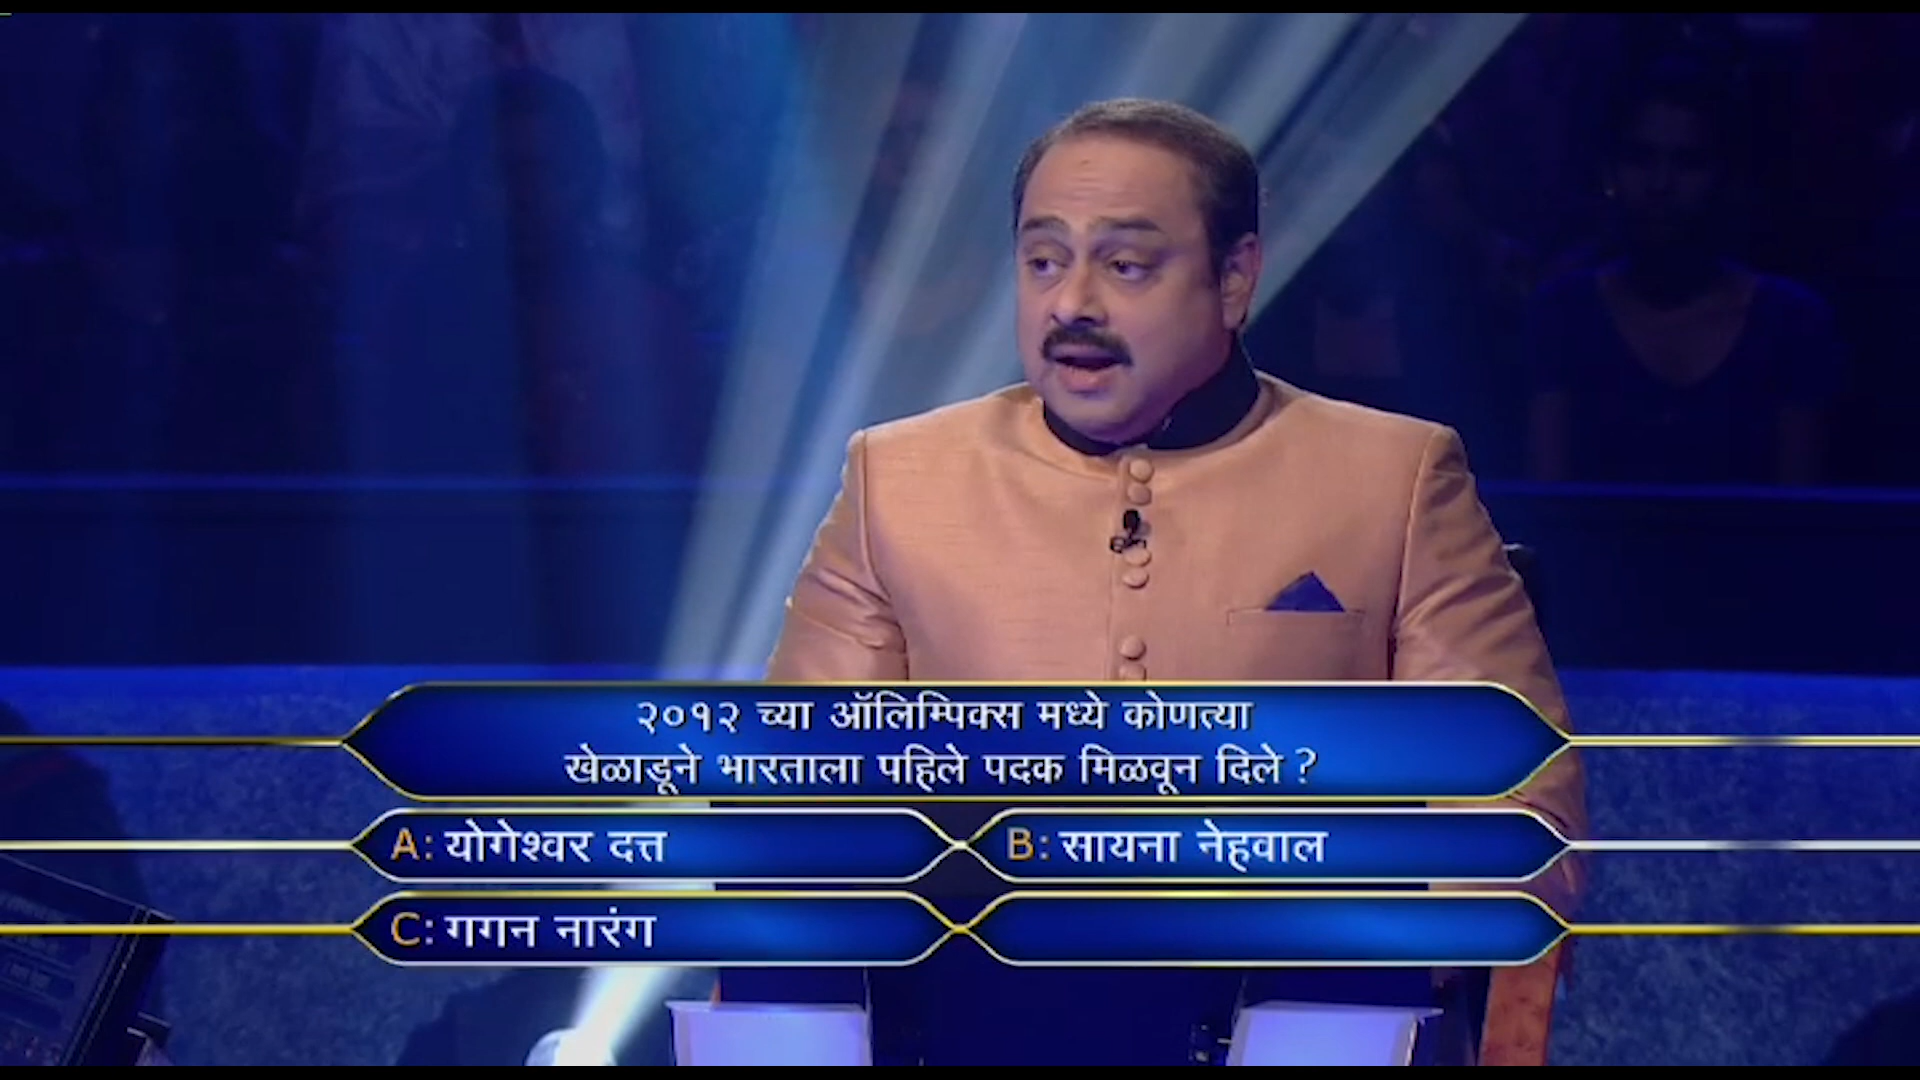 २०१२ च्या ऑलिम्पिक्स मध्ये कोणत्या
खेळाडूने भारताला पहिले पदक मिळवून दिले ?
A: योगेश्वर दत्त
B: सायना नेहवाल
C: गगन नारंग